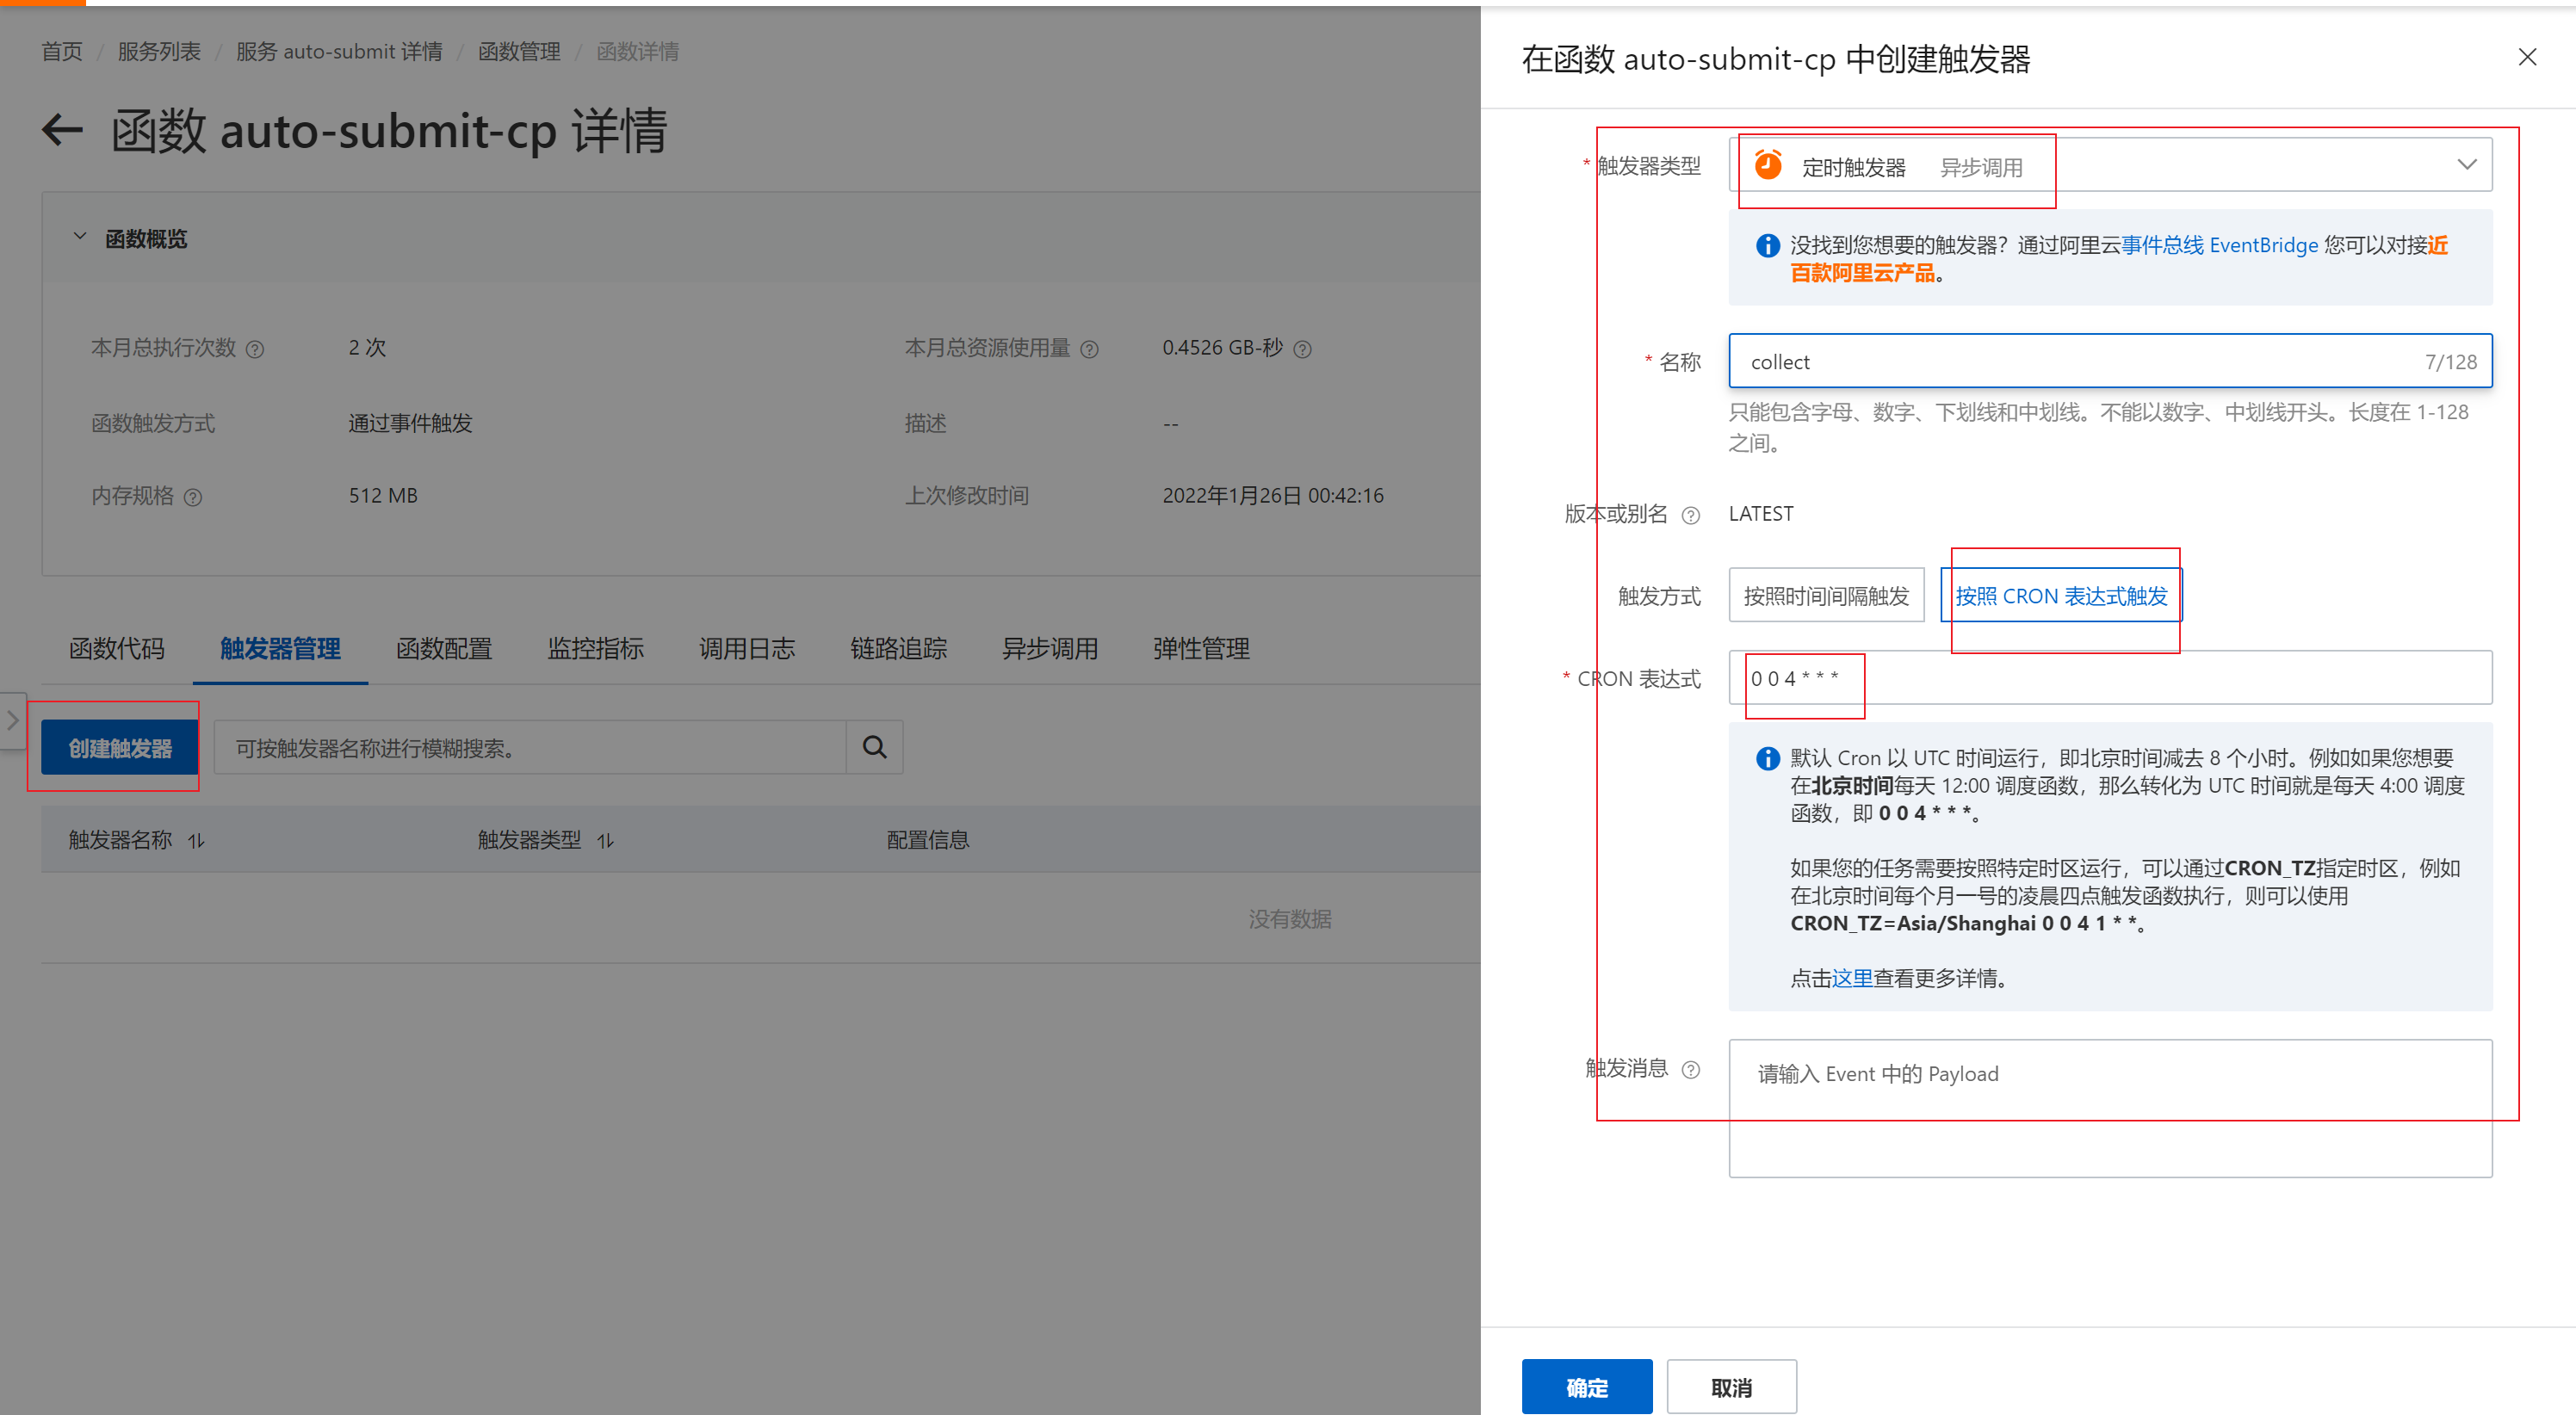 首页 / 服务列表 / 服务 auto-submit 详情 / 函数管理 / 函数详情
函数 auto-submit-cp 详情
函数概览
本月总执行次数 2 次 本月总资源使用量 0.4526 GB-秒
函数触发方式 通过事件触发 描述 --
内存规格 512 MB 上次修改时间 2022年1月26日 00:42:16
函数代码 触发器管理 函数配置 监控指标 调用日志 链路追踪 异步调用 弹性管理
创建触发器 可按触发器名称进行模糊搜索。
触发器名称 触发器类型 配置信息
没有数据
在函数 auto-submit-cp 中创建触发器
* 触发器类型 定时触发器 异步调用
没找到您想要的触发器？通过阿里云事件总线 EventBridge 您可以对接近
百款阿里云产品。
* 名称 collect 7/128
只能包含字母、数字、下划线和中划线。不能以数字、中划线开头。长度在 1-128
之间。
版本或别名 LATEST
触发方式 按照时间间隔触发 按照 CRON 表达式触发
* CRON 表达式 0 0 4 * * *
默认 Cron 以 UTC 时间运行，即北京时间减去 8 个小时。例如如果您想要
在北京时间每天 12:00 调度函数，那么转化为 UTC 时间就是每天 4:00 调度
函数，即 0 0 4 * * *。
如果您的任务需要按照特定时区运行，可以通过CRON_TZ指定时区，例如
在北京时间每个月一号的凌晨四点触发函数执行，则可以使用
CRON_TZ=Asia/Shanghai 0 0 4 1 * *。
点击这里查看更多详情。
触发消息 请输入 Event 中的 Payload
确定 取消